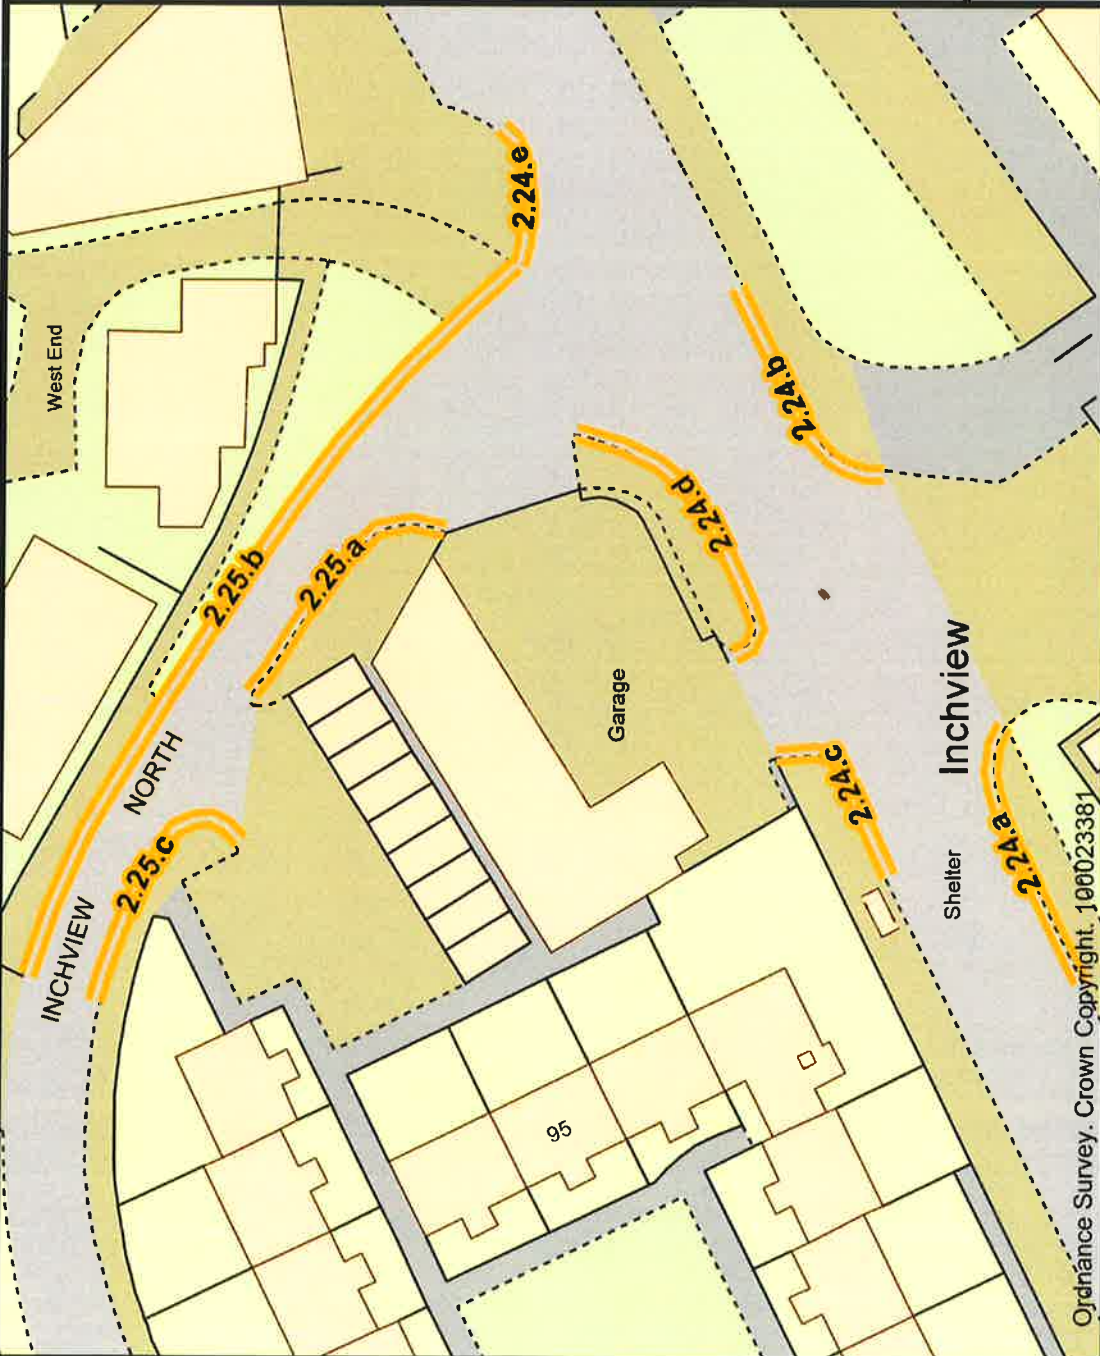 2.24.e
West End
2.24.b
2.25.b
2.25.a
2.24.d
Garage
Inchview
NORTH
INCHVIEW
2.25.c
2.24.c
Shelter
2.24.a
95
Ordnance Survey. Crown Copyright. 100023381